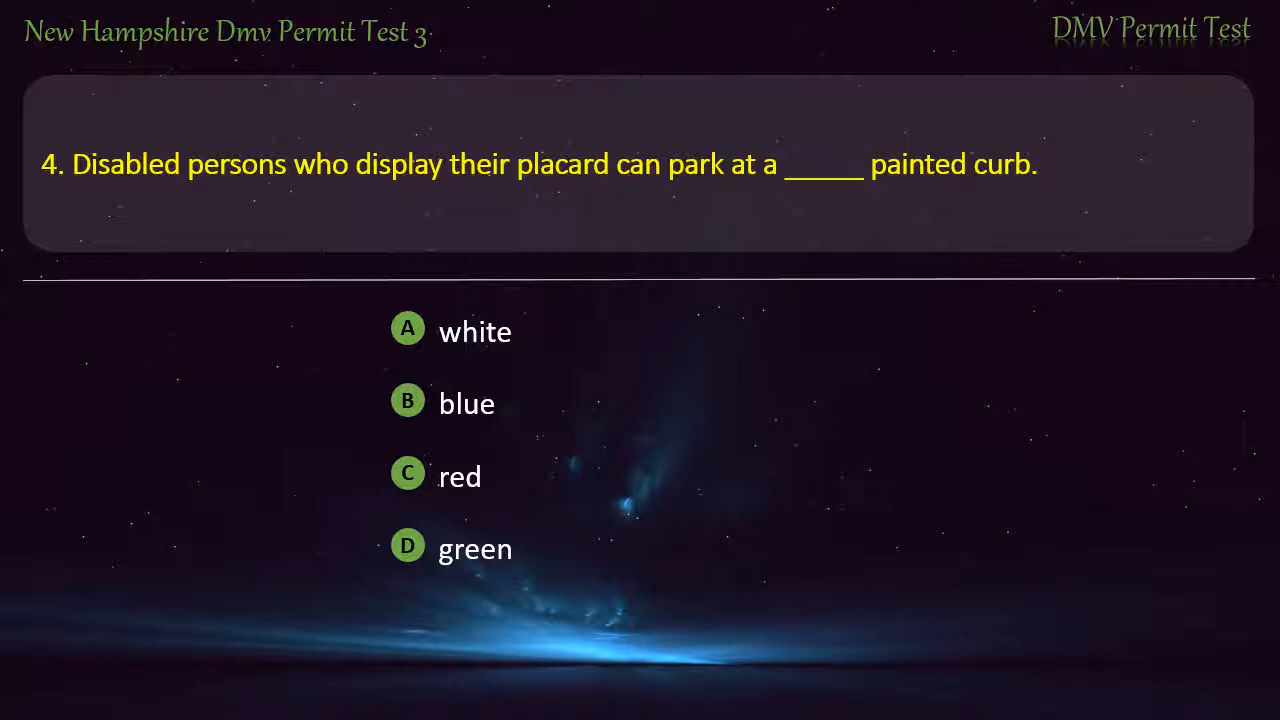 New Hampshire Dmv Permit Test 3
DMV Permit Test
4. Disabled persons who display their placard can park at a _____ painted curb.
A white
B blue
C red
D green